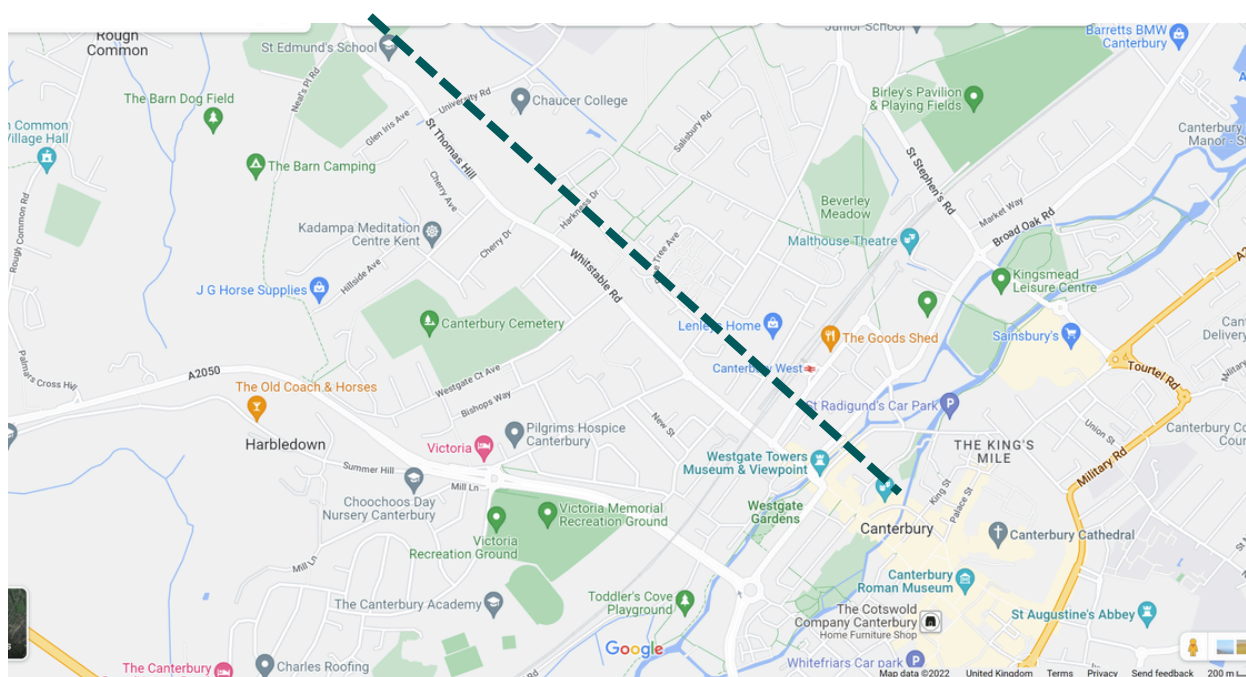 Rough
Common
St Edmund's School
Junior School
Barretts BMW
Canterbury
Neal's Pl Rd
University Rd
Chaucer College
The Barn Dog Field
Birley's Pavilion
& Playing Fields
Common
Village Hall
Glen Iris Ave
St Thomas Hill
Salisbury Rd
Canterbury
Manor - S
The Barn Camping
St Stephen's Rd
Cherry Ave
Beverley
Meadow
Market Way
Rough Common Rd
Kadampa Meditation
Centre Kent
Harkness Dr
Broad Oak Rd
Malthouse Theatre
Cherry Dr
Tree Ave
Whitstable Rd
Hillside Ave
J G Horse Supplies
Kingsmead
Leisure Centre
Canterbury Cemetery
Lenleys Home
The Goods Shed
Sainsbury's
Delivery
Palmars Cross Hill
A2050
Westgate Ct Ave
Canterbury West
Tourtel Rd
Military
The Old Coach & Horses
Bishops Way
St Radigund's Car Park
New St
Union St
Harbledown
Victoria
Pilgrims Hospice
Canterbury
THE KING'S
MILE
Canterbury Co
Cour
Summer Hill
Mill Ln
Westgate Towers
Museum & Viewpoint
Military Rd
Choochoos Day
Nursery Canterbury
King St
Palace St
Victoria Memorial
Recreation Ground
Westgate
Gardens
Canterbury
Canterbury Cathedral
Victoria
Recreation Ground
Mill Ln
Canterbury
Roman Museum
The Canterbury Academy
Toddler's Cove
Playground
The Cotswold
Company Canterbury
Home Furniture Shop
St Augustine's Abbey
Google
The Canterbury
Charles Roofing
Whitefriars Car park
Map data ©2022 United Kingdom Terms Privacy Send feedback 200 m